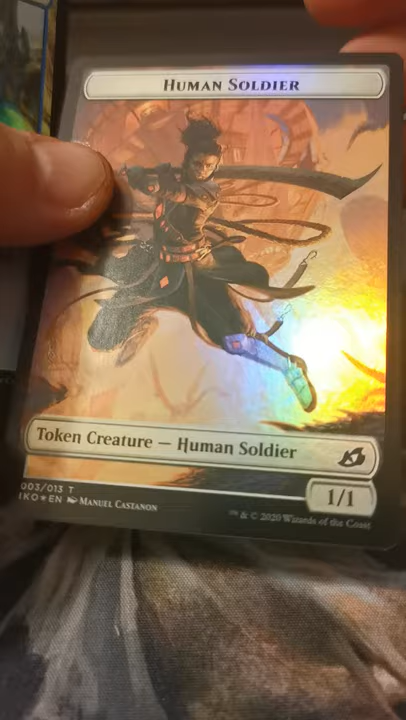 HUMAN SOLDIER
Token Creature — Human Soldier
1/1
003/013 T
IKO★EN MANUEL CASTAÑON
™ & © 2020 Wizards of the Coast